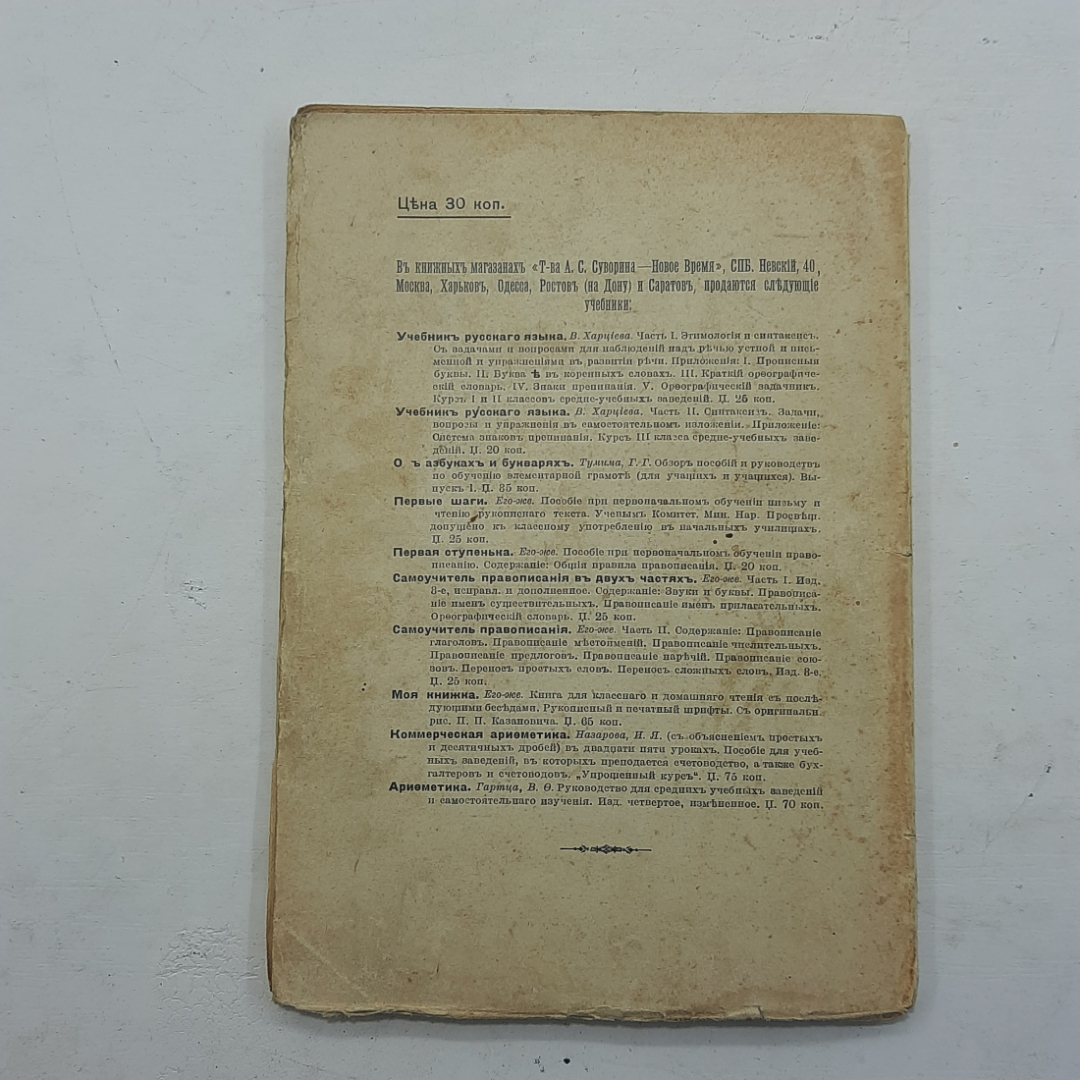 Цѣна 30 коп.
Въ книжныхъ магазанахъ «Т-ва А. С. Суворина—Новое Время», СПБ. Невскій, 40,
Москва, Харьковъ, Одесса, Ростовъ (на Дону) и Саратовъ, продаются слѣдующіе
учебники:
Учебникъ русскаго языка. В. Харцiева. Часть I. Этимологія и синтаксисъ.
Съ задачами и вопросами для наблюденій надъ рѣчью устной и пись-
менной и упражненіями въ развитіи рѣчи. Приложенія: I. Прописныя
буквы. II. Буква ѣ въ коренныхъ словахъ. III. Краткій орѳографиче-
скій словарь. IV. Знаки препинанія. V. Орѳографическій задачникъ.
Курсъ I и II классовъ средне-учебныхъ заведеній. Ц. 25 коп.
Учебникъ русскаго языка. В. Харцiева. Часть II. Синтаксисъ. Задачи,
вопросы и упражненія въ самостоятельномъ изложеніи. Приложеніе:
Система знаковъ препинанія. Курсъ III класса средне-учебныхъ заве-
деній. Ц. 20 коп.
О ъ азбукахъ и букваряхъ. Тумима, Г. Г. Обзоръ пособій и руководствъ
по обученію элементарной грамотѣ (для учащихъ и учащихся). Вы-
пускъ I. Ц. 35 коп.
Первые шаги. Его-же. Пособіе при первоначальномъ обученіи письму и
чтенію рукописнаго текста. Ученымъ Комитет. Мин. Нар. Просвѣщ.
допущено къ классному употребленію въ начальныхъ училищахъ.
Ц. 25 коп.
Первая ступенька. Его-же. Пособіе при первоначальномъ обученіи право-
писанію. Содержаніе: Общія правила правописанія. Ц. 20 коп.
Самоучитель правописанія въ двухъ частяхъ. Его-же. Часть I. Изд.
8-е, исправл. и дополненное. Содержаніе: Звуки и буквы. Правописа-
ніе именъ существительныхъ. Правописаніе именъ прилагательныхъ.
Орѳографическій словарь. Ц. 25 коп.
Самоучитель правописанія. Его-же. Часть II. Содержаніе: Правописаніе
глаголовъ. Правописаніе мѣстоименій. Правописаніе числительныхъ.
Правописаніе предлоговъ. Правописаніе нарѣчій. Правописаніе сою-
зовъ. Переносъ простыхъ словъ. Переносъ сложныхъ словъ. Изд. 8-е.
Ц. 25 коп.
Моя книжка. Его-же. Книга для класснаго и домашняго чтенія съ послѣ-
дующими бесѣдами. Рукописный и печатный шрифты. Съ оригинальн.
рис. П. П. Казановича. Ц. 65 коп.
Коммерческая ариѳметика. Назарова, И. Я. (съ объясненіемъ простыхъ
и десятичныхъ дробей) въ двадцати пяти урокахъ. Пособіе для учеб-
ныхъ заведеній, въ которыхъ преподается счетоводство, а также бух-
галтеровъ и счетоводовъ. „Упрощенный курсъ". Ц. 75 коп.
Ариѳметика. Гартца, В. Ѳ. Руководство для среднихъ учебныхъ заведеній
и самостоятельнаго изученія. Изд. четвертое, измѣненное. Ц. 70 коп.